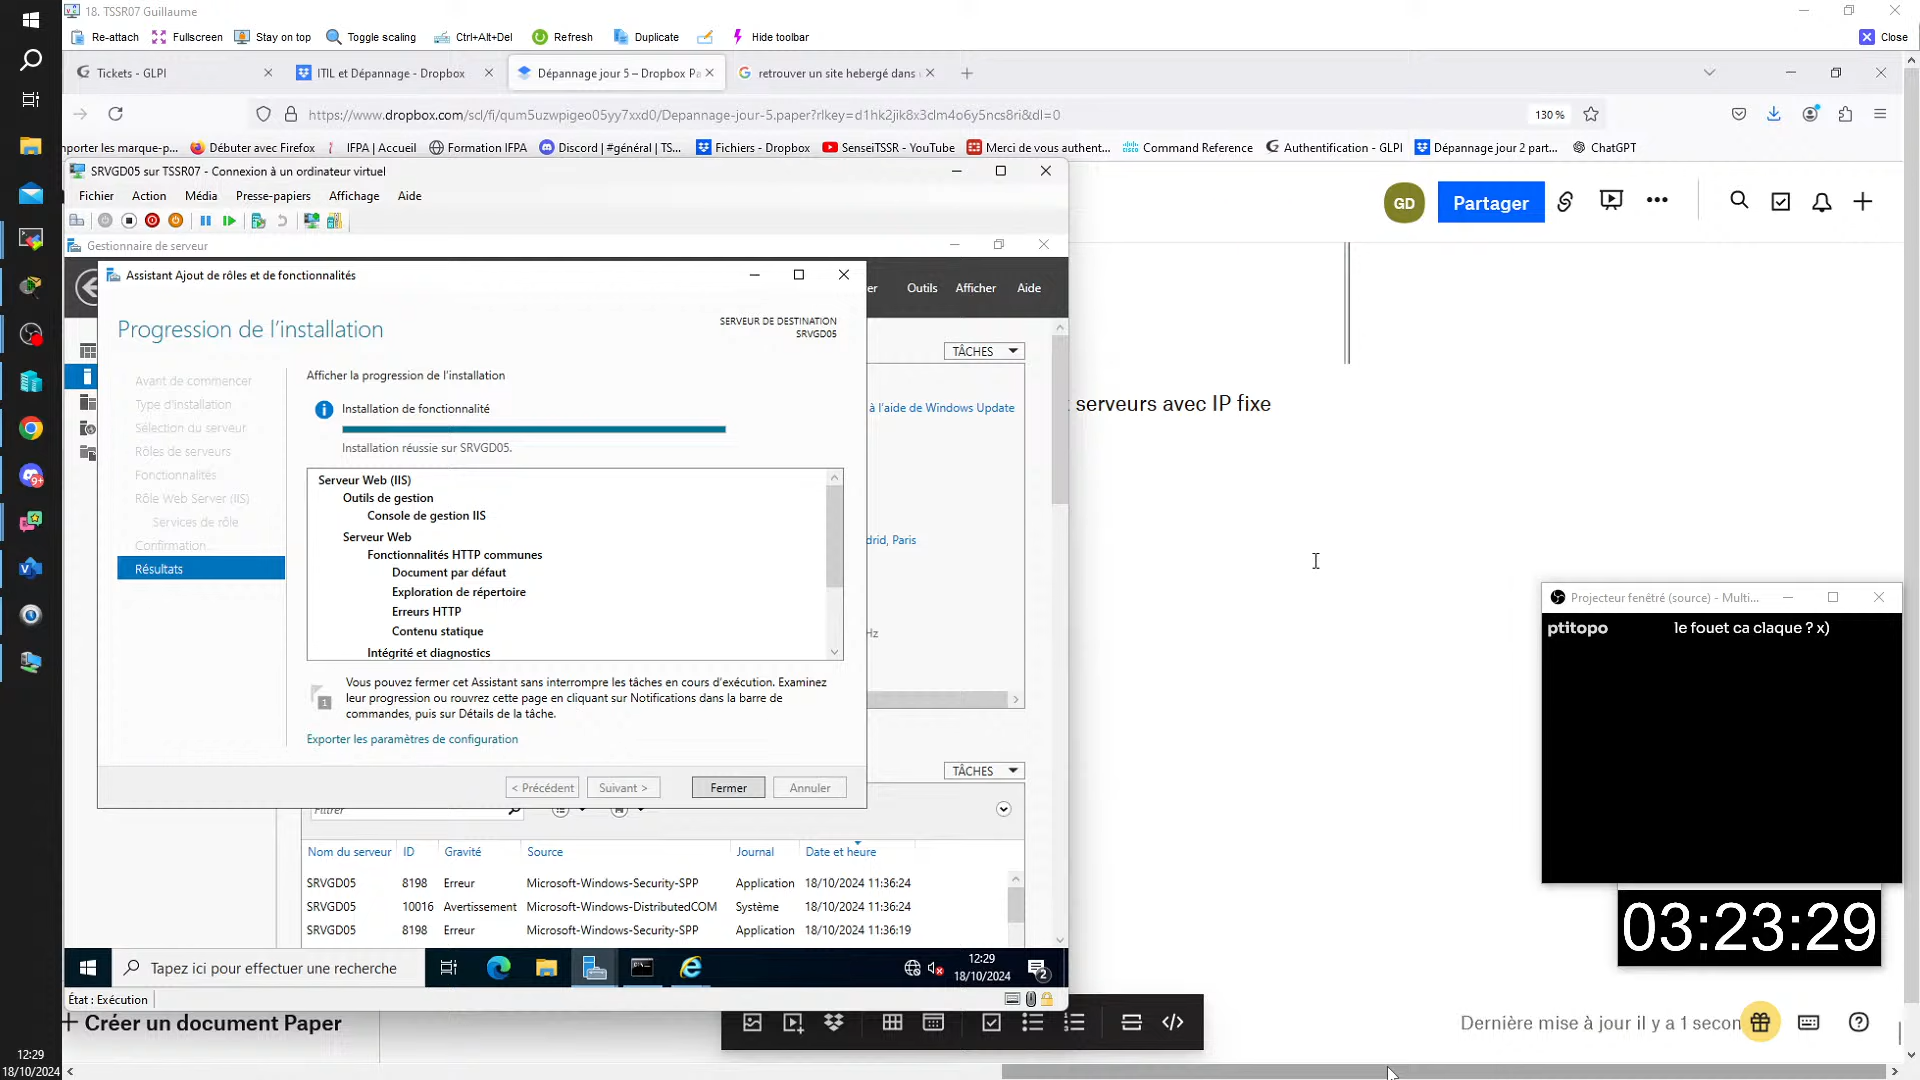 18. TSSR07 Guillaume
Re-attach Fullscreen Stay on top Toggle scaling Ctrl+Alt+Del Refresh Duplicate Hide toolbar Close
Tickets - GLPI ITIL et Dépannage - Dropbox Dépannage jour 5 – Dropbox Pa retrouver un site hebergé dans
https://www.dropbox.com/scl/fi/qum5uzwpigeo05yy7xxd0/Depannage-jour-5.paper?rlkey=d1hk2jik8x3clm4o6y5ncs8ri&dl=0 130 %
porter les marque-p... Débuter avec Firefox IFPA | Accueil Formation IFPA Discord | #général | TS... Fichiers - Dropbox SenseiTSSR - YouTube Merci de vous authent... Command Reference Authentification - GLPI Dépannage jour 2 part... ChatGPT
SRVGD05 sur TSSR07 - Connexion à un ordinateur virtuel
Fichier Action Média Presse-papiers Affichage Aide
GD Partager
Gestionnaire de serveur
Assistant Ajout de rôles et de fonctionnalités
er Outils Afficher Aide
Progression de l'installation
SERVEUR DE DESTINATION
SRVGD05
TÂCHES
Afficher la progression de l'installation
Avant de commencer
Type d'installation
Sélection du serveur
Rôles de serveurs
Fonctionnalités
Rôle Web Server (IIS)
Services de rôle
Confirmation
Résultats
Installation de fonctionnalité
Installation réussie sur SRVGD05.
à l'aide de Windows Update
serveurs avec IP fixe
Serveur Web (IIS)
Outils de gestion
Console de gestion IIS
Serveur Web
Fonctionnalités HTTP communes
Document par défaut
Exploration de répertoire
Erreurs HTTP
Contenu statique
Intégrité et diagnostics
drid, Paris
Hz
Vous pouvez fermer cet Assistant sans interrompre les tâches en cours d'exécution. Examinez
leur progression ou rouvrez cette page en cliquant sur Notifications dans la barre de
commandes, puis sur Détails de la tâche.
Exporter les paramètres de configuration
< Précédent Suivant > Fermer Annuler
TÂCHES
Filtrer
Nom du serveur ID Gravité Source Journal Date et heure
SRVGD05 8198 Erreur Microsoft-Windows-Security-SPP Application 18/10/2024 11:36:24
SRVGD05 10016 Avertissement Microsoft-Windows-DistributedCOM Système 18/10/2024 11:36:24
SRVGD05 8198 Erreur Microsoft-Windows-Security-SPP Application 18/10/2024 11:36:19
Tapez ici pour effectuer une recherche
12:29
18/10/2024
2
État : Exécution
Projecteur fenêtré (source) - Multi...
ptitopo le fouet ca claque ? x)
03:23:29
+ Créer un document Paper
Dernière mise à jour il y a 1 secon
12:29
18/10/2024